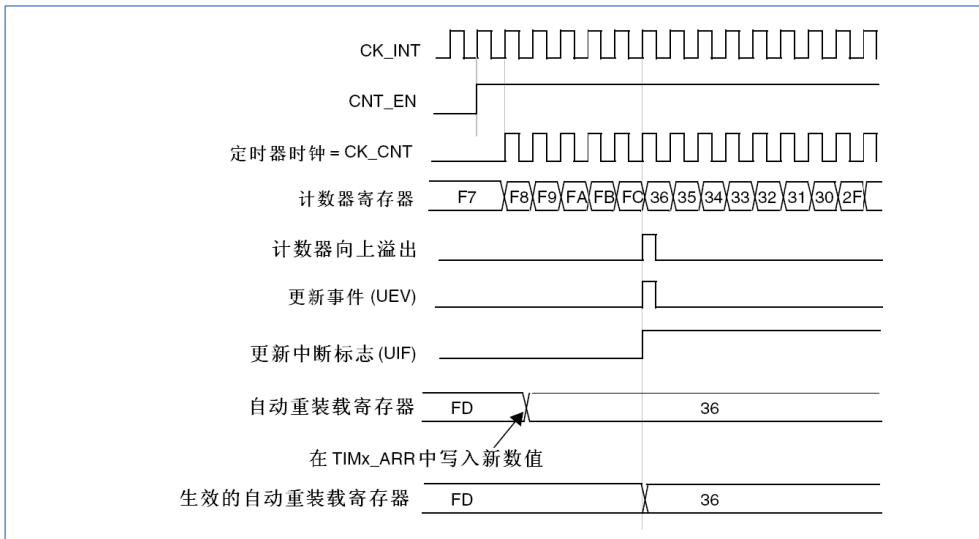 CK_INT
CNT_EN
定时器时钟 = CK_CNT
计数器寄存器 F7 F8 F9 FA FB FC 36 35 34 33 32 31 30 2F
计数器向上溢出
更新事件 (UEV)
更新中断标志 (UIF)
自动重装载寄存器 FD 36
在 TIMx_ARR 中写入新数值
生效的自动重装载寄存器 FD 36